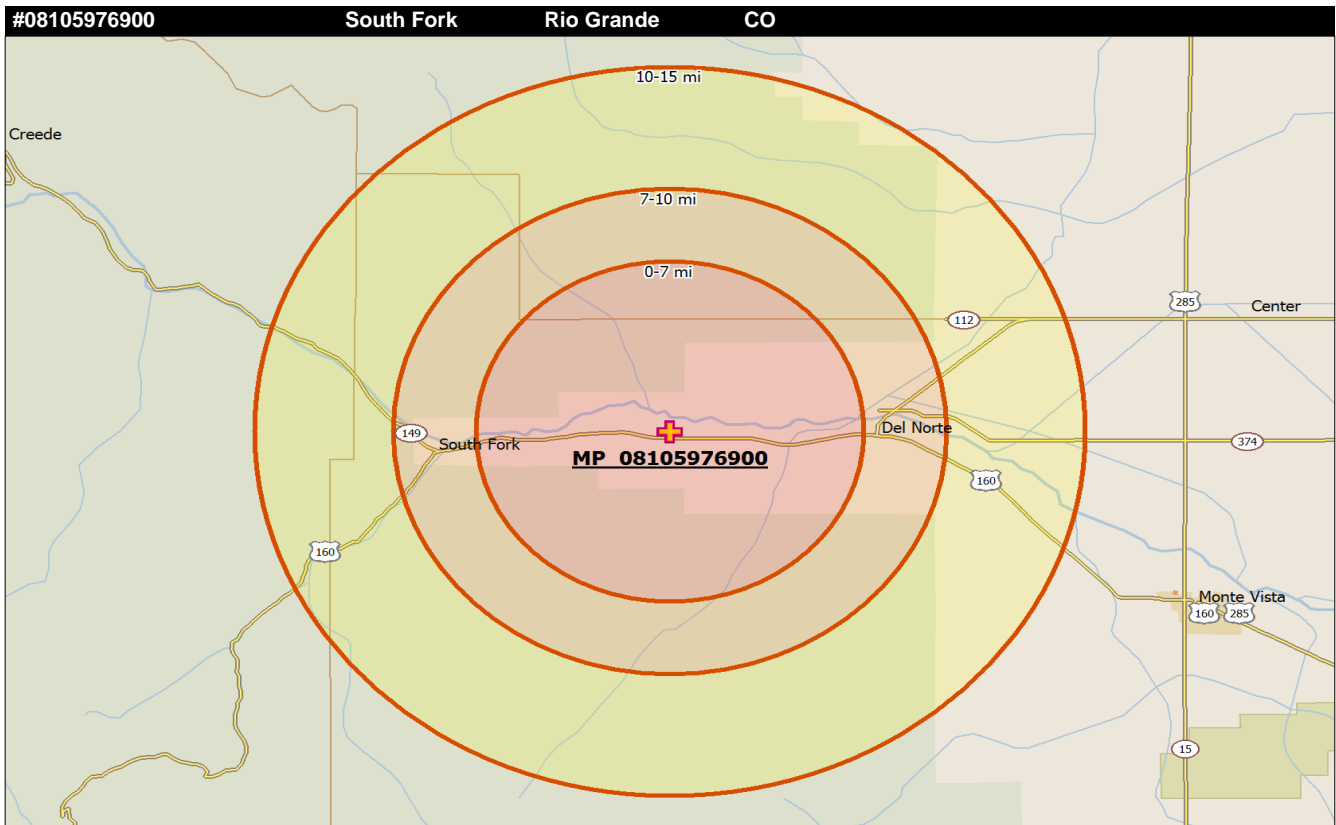 #08105976900 South Fork Rio Grande CO
10-15 mi
Creede
7-10 mi
0-7 mi
285
Center
112
149
South Fork
Del Norte
374
MP 08105976900
160
160
Monte Vista
160
285
15